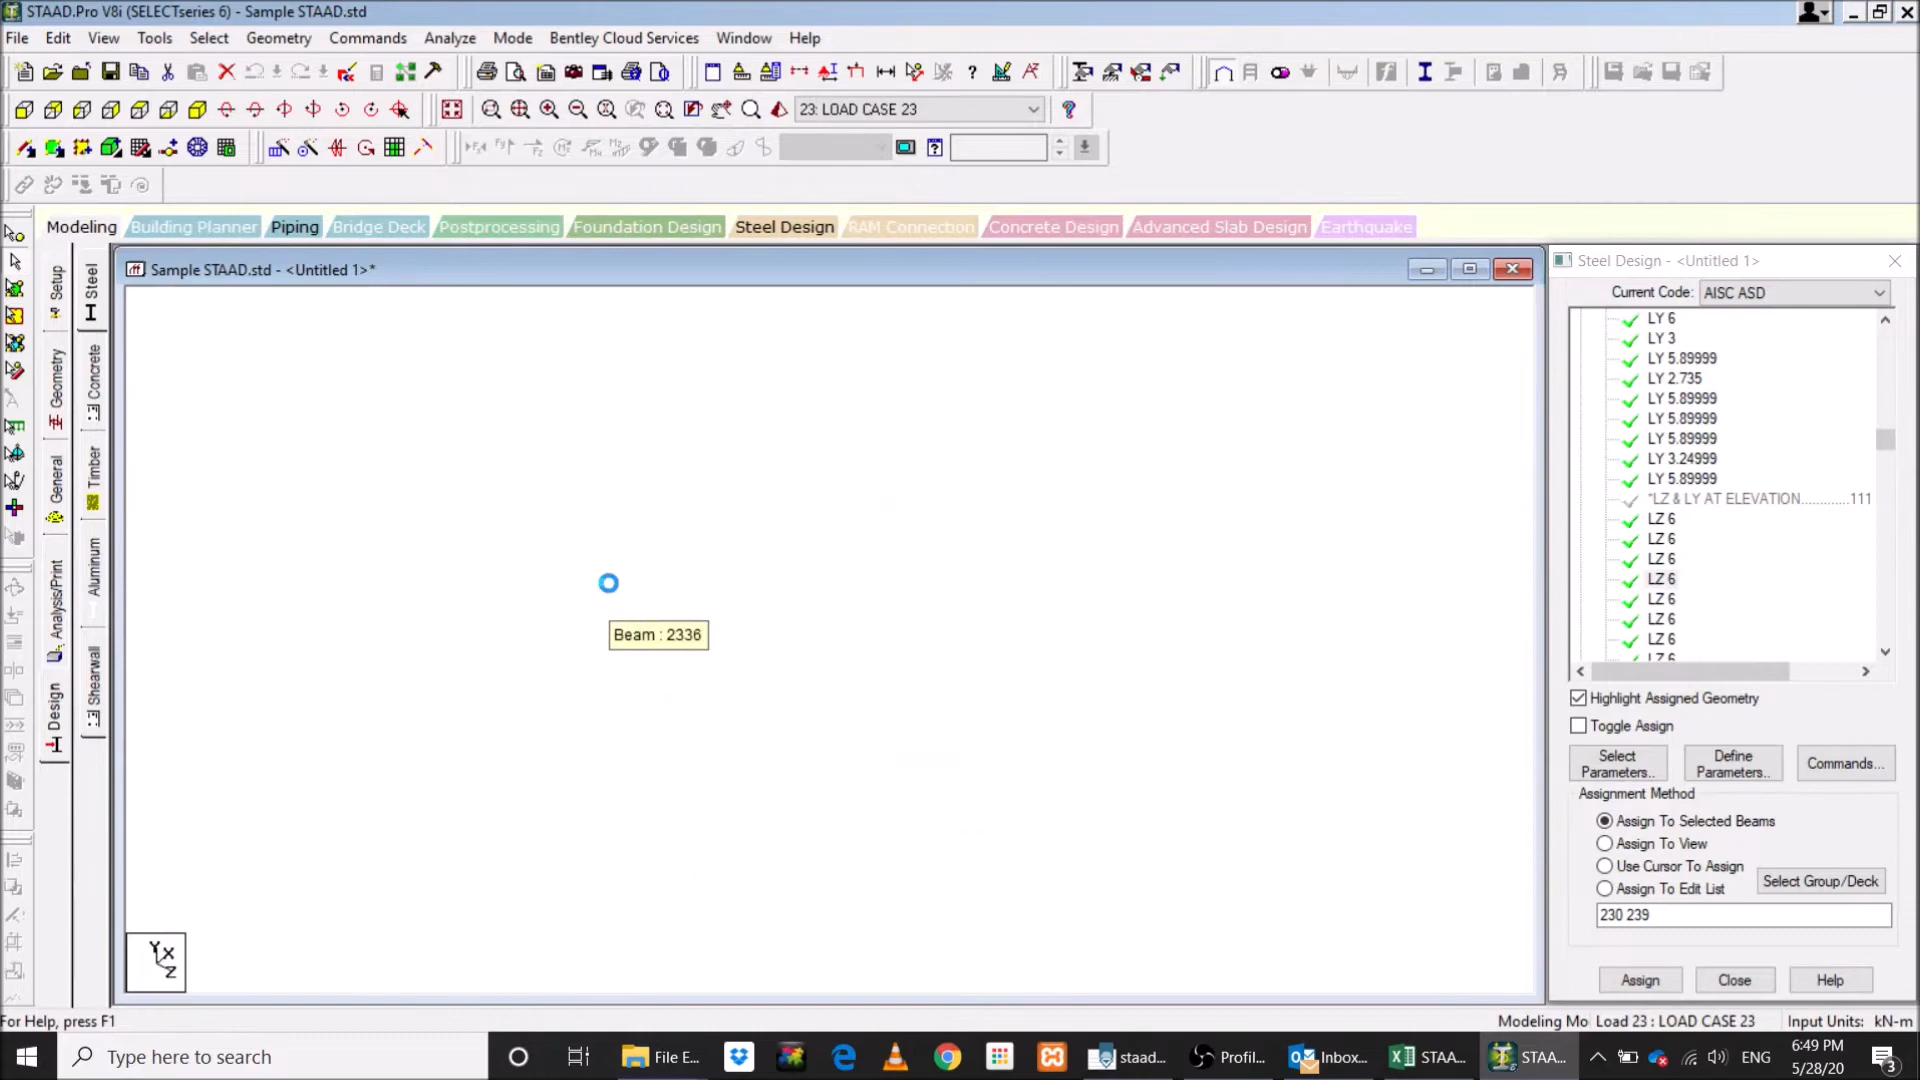 STAAD.Pro V8i (SELECTseries 6) - Sample STAAD.std
File Edit View Tools Select Geometry Commands Analyze Mode Bentley Cloud Services Window Help
23: LOAD CASE 23
Modeling Building Planner Piping Bridge Deck Postprocessing Foundation Design Steel Design RAM Connection Concrete Design Advanced Slab Design Earthquake
Setup
Geometry
General
Analysis/Print
Design
Steel
Concrete
Timber
Aluminum
Shearwall
Sample STAAD.std - <Untitled 1>*
Beam : 2336
Y X
Z
Steel Design - <Untitled 1>
Current Code: AISC ASD
LY 6
LY 3
LY 5.89999
LY 2.735
LY 5.89999
LY 5.89999
LY 5.89999
LY 3.24999
LY 5.89999
*LZ & LY AT ELEVATION............111
LZ 6
LZ 6
LZ 6
LZ 6
LZ 6
LZ 6
LZ 6
LZ 6
Highlight Assigned Geometry
Toggle Assign
Select Parameters..
Define Parameters..
Commands...
Assignment Method
Assign To Selected Beams
Assign To View
Use Cursor To Assign
Assign To Edit List
Select Group/Deck
230 239
Assign Close Help
For Help, press F1
Modeling Mo Load 23 : LOAD CASE 23 Input Units: kN-m
Type here to search
File E... staad... Profil... Inbox... STAA... STAA...
ENG
6:49 PM
5/28/20
3